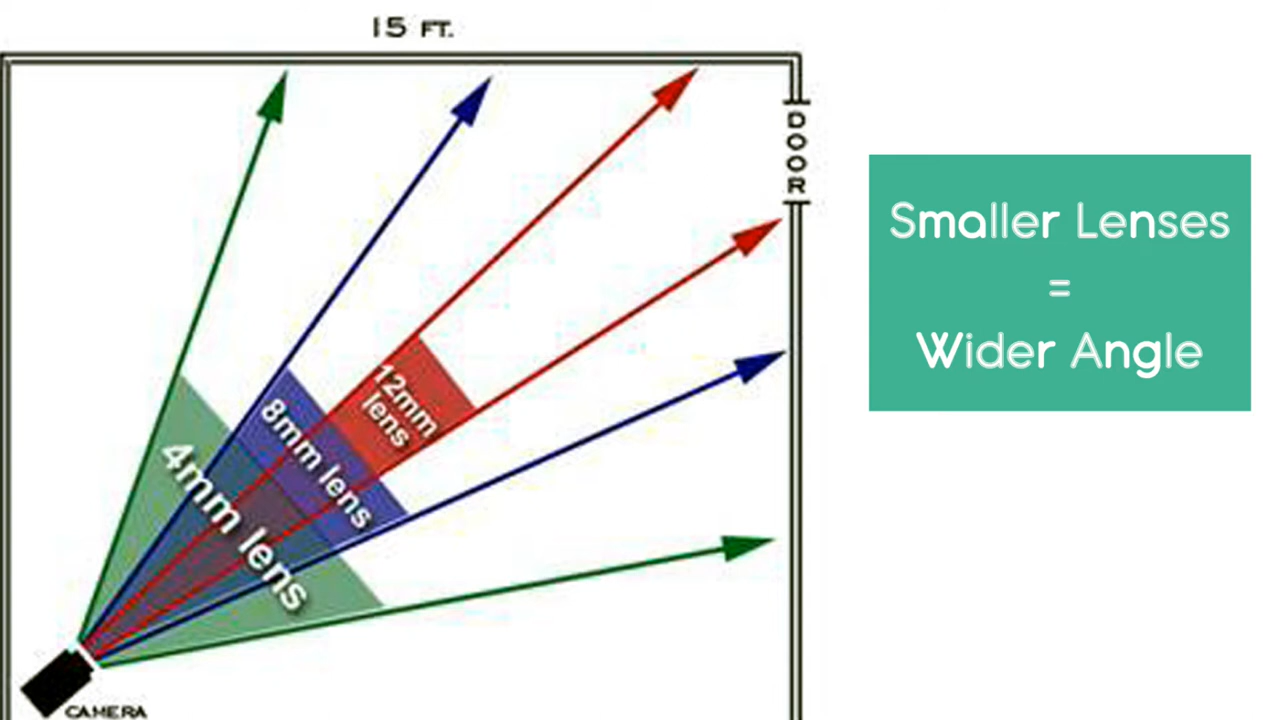 15 FT.
DOOR
12mm
lens
8mm lens
4mm lens
CAMERA
Smaller Lenses
=
Wider Angle